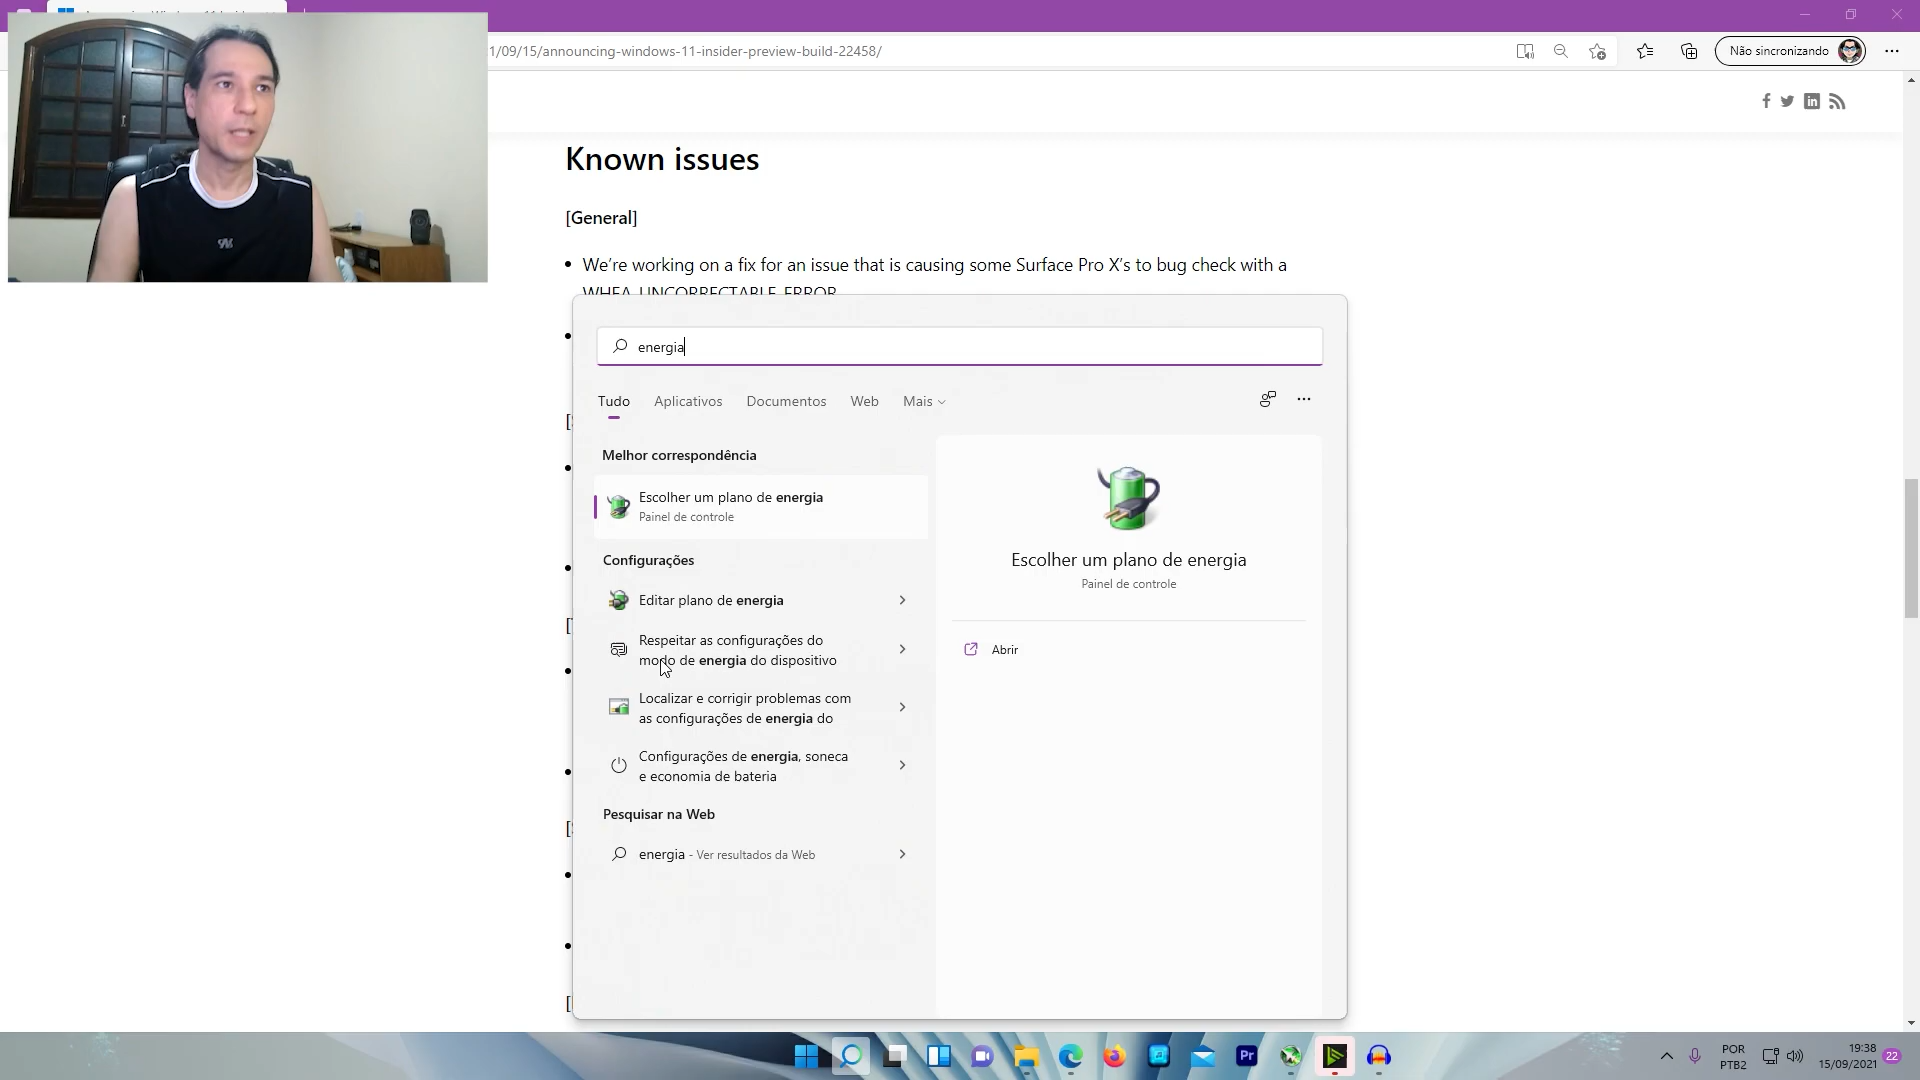 1/09/15/announcing-windows-11-insider-preview-build-22458/
Não sincronizando
Known issues
[General]
We’re working on a fix for an issue that is causing some Surface Pro X’s to bug check with a
WHEA_UNCORRECTABLE_ERROR.
energia
Tudo
Aplicativos
Documentos
Web
Mais
Melhor correspondência
Escolher um plano de energia
Painel de controle
Configurações
Editar plano de energia
Respeitar as configurações do
modo de energia do dispositivo
Localizar e corrigir problemas com
as configurações de energia do
Configurações de energia, soneca
e economia de bateria
Pesquisar na Web
energia - Ver resultados da Web
Escolher um plano de energia
Painel de controle
Abrir
Pr
POR
PTB2
19:38
15/09/2021
22